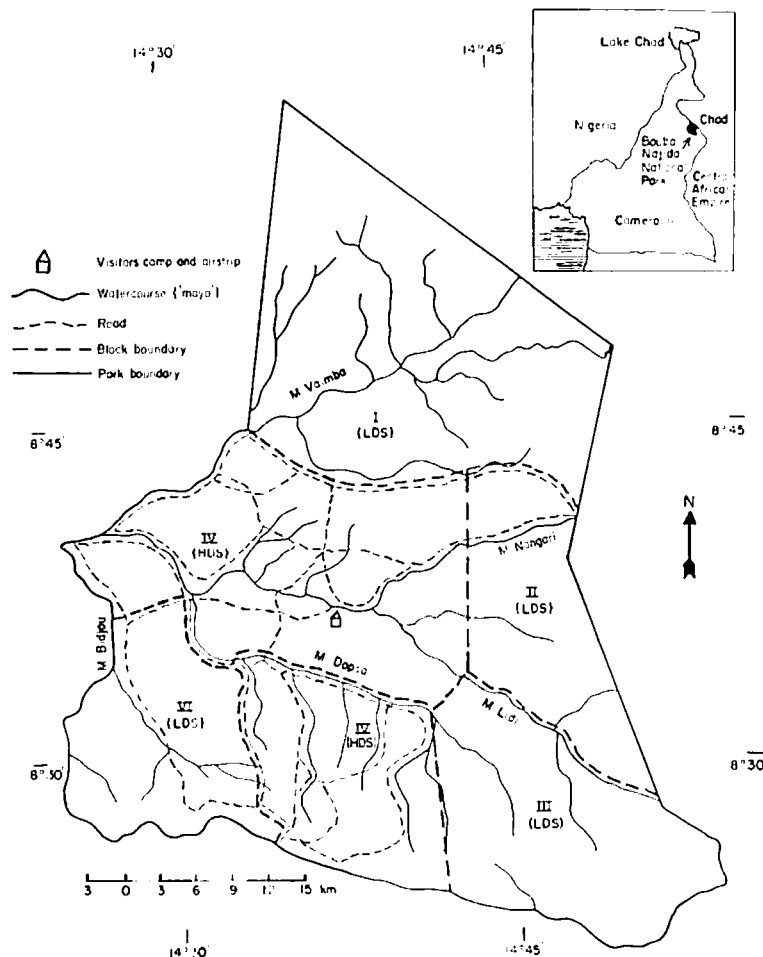 14°30'
14°45'
Lake Chad
Nigeria
Chad
Bouba
Park
Central
African
Empire
Visitors camp and airstrip
Watercourse ('mayo')
Road
Block boundary
Park boundary
M Vaimba
I
(LDS)
8°45'
8°45
N
IV
(HDS)
M Nangari
II
(LDS)
M Bidjou
M Dopsa
M Lidi
VI
(LDS)
IV
(HDS)
8°30'
8°30
III
(LDS)
3 0 3 6 9 12 15 km
14°30'
14°45'